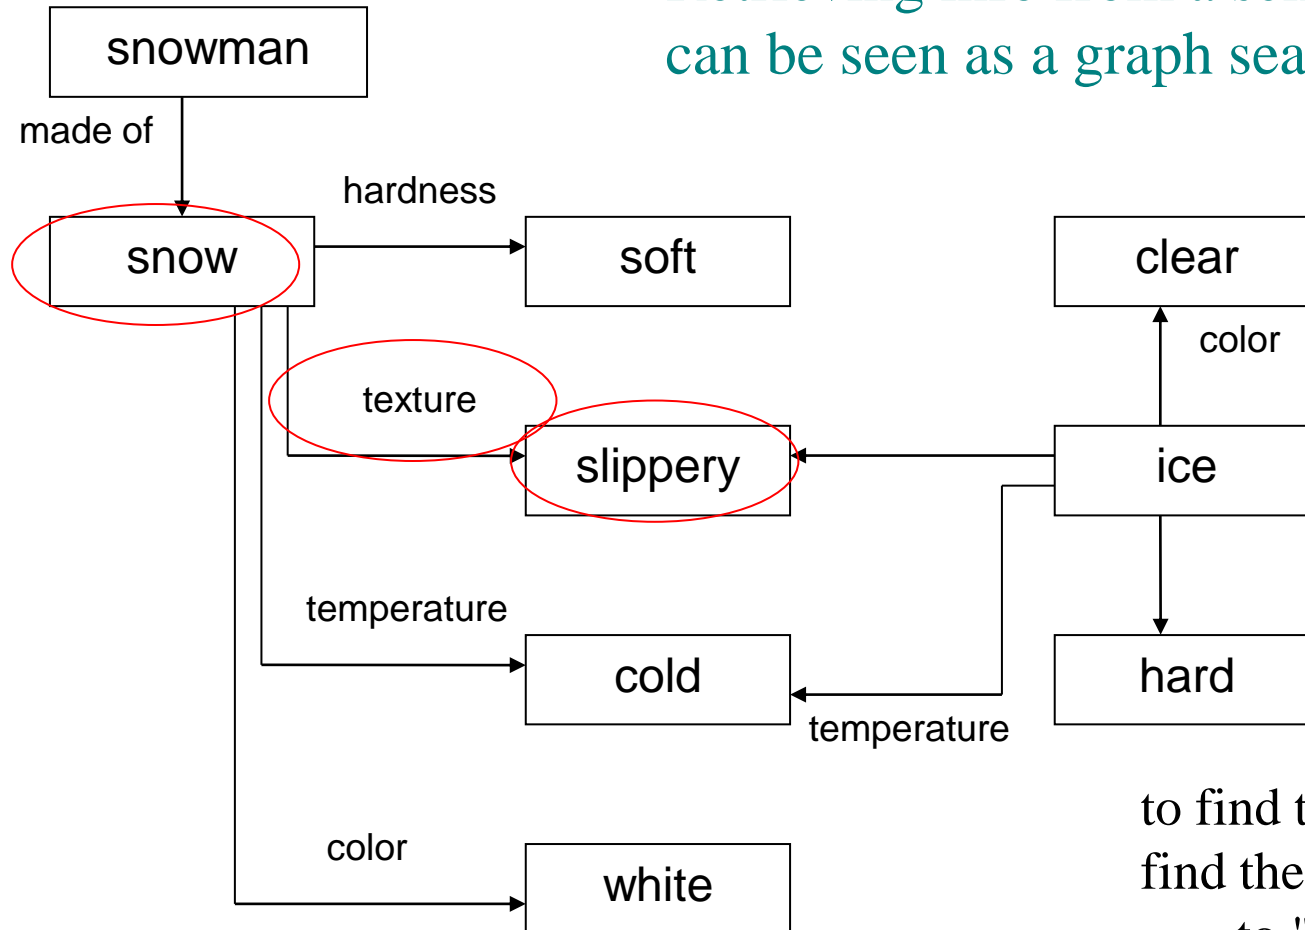 can be seen as a graph
snowman
made of
hardness
snow
soft
clear
color
texture
slippery
ice
temperature
cold
hard
temperature
to find
find the
color
white
to "